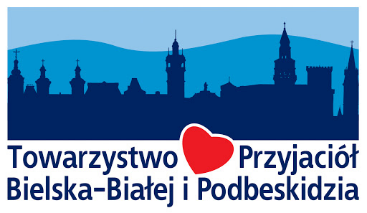 Towarzystwo Przyjaciół
Bielska-Białej i Podbeskidzia